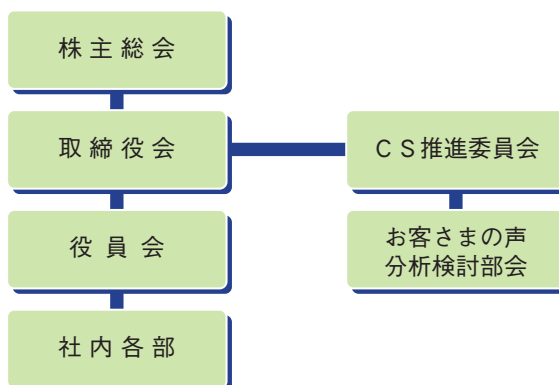 株主総会
取締役会
CS推進委員会
役員会
お客さまの声
分析検討部会
社内各部